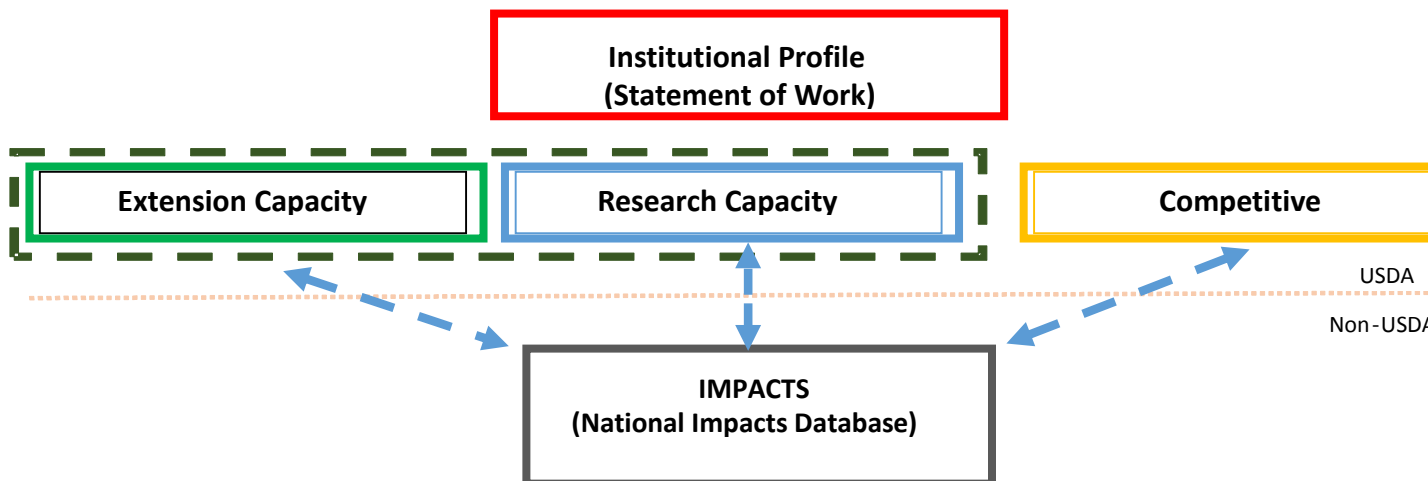 Institutional Profile
(Statement of Work)
Extension Capacity
Research Capacity
Competitive
USDA
Non-USDA
IMPACTS
(National Impacts Database)